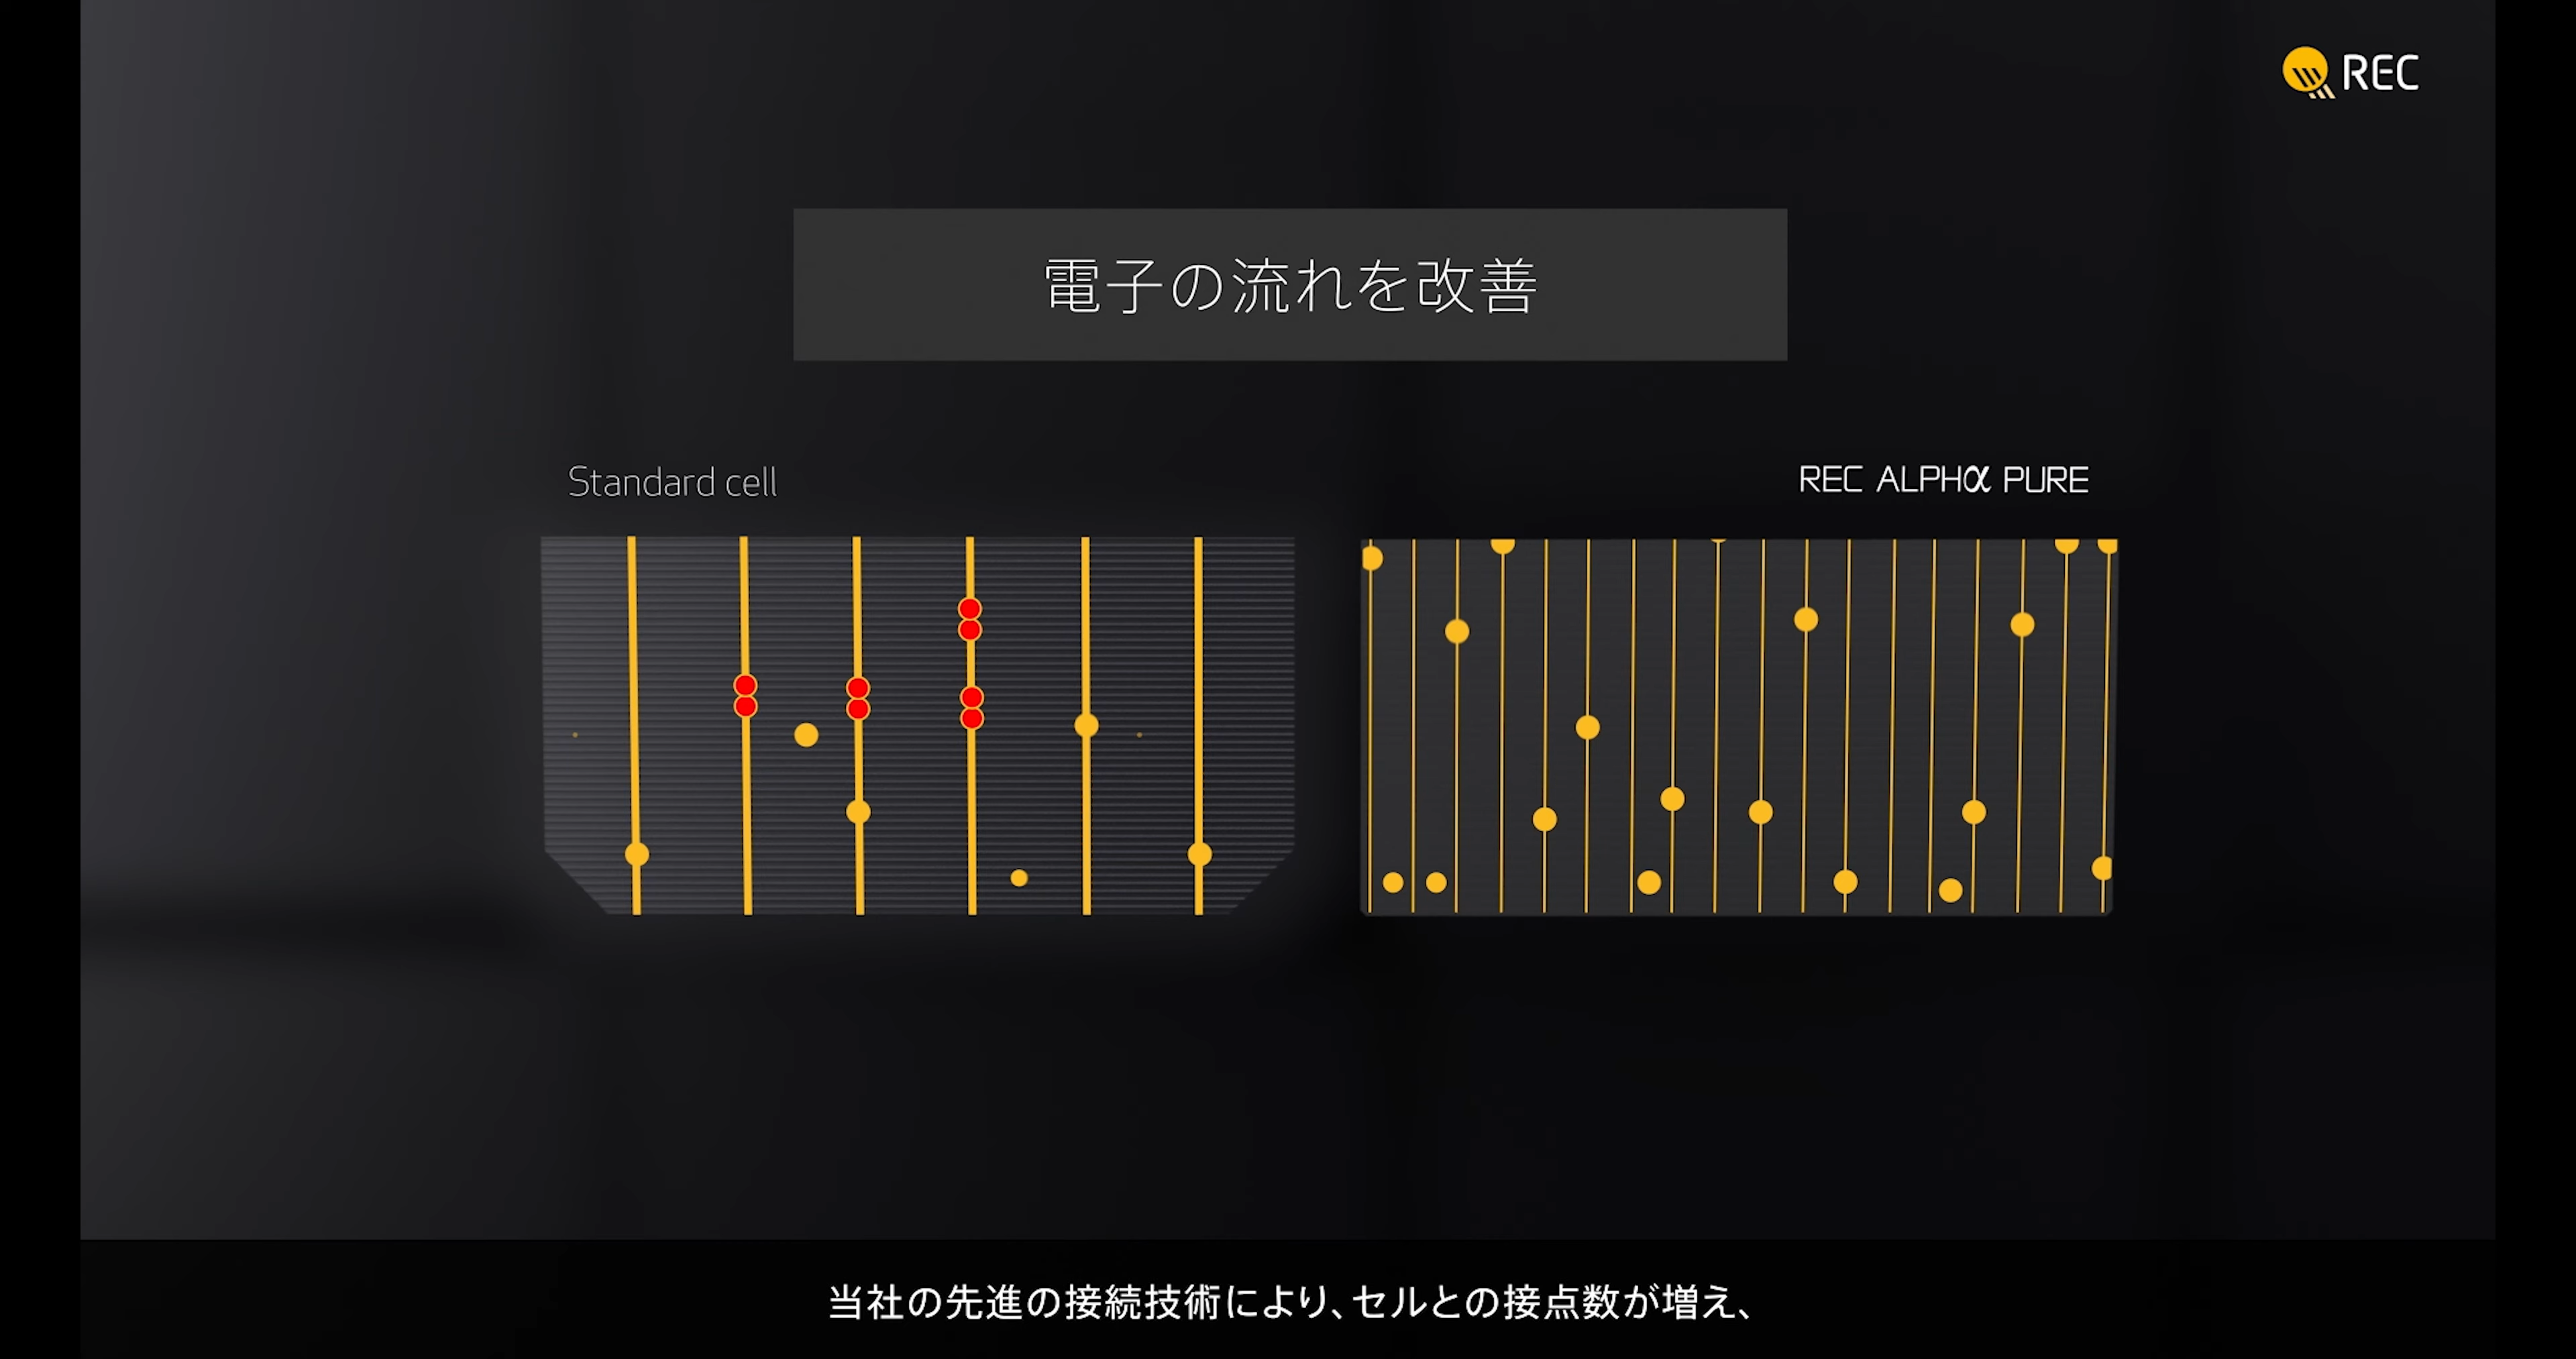 REC
電子の流れを改善
Standard cell
REC ALPHα PURE
当社の先進の接続技術により、セルとの接点数が増え、